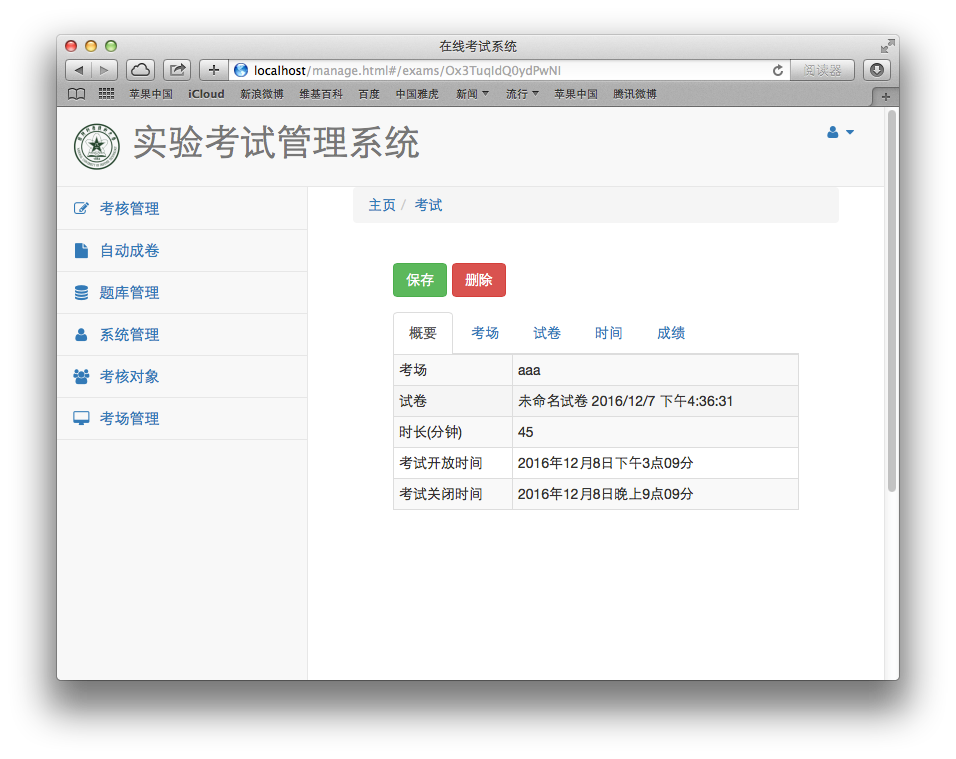 在线考试系统
localhost/manage.html#/exams/Ox3TuqIdQ0ydPwNI
阅读器
苹果中国 iCloud 新浪微博 维基百科 百度 中国雅虎 新闻 流行 苹果中国 腾讯微博
实验考试管理系统
考核管理
自动成卷
题库管理
系统管理
考核对象
考场管理
主页 / 考试
保存 删除
概要 考场 试卷 时间 成绩
考场 aaa
试卷 未命名试卷 2016/12/7 下午4:36:31
时长(分钟) 45
考试开放时间 2016年12月8日下午3点09分
考试关闭时间 2016年12月8日晚上9点09分